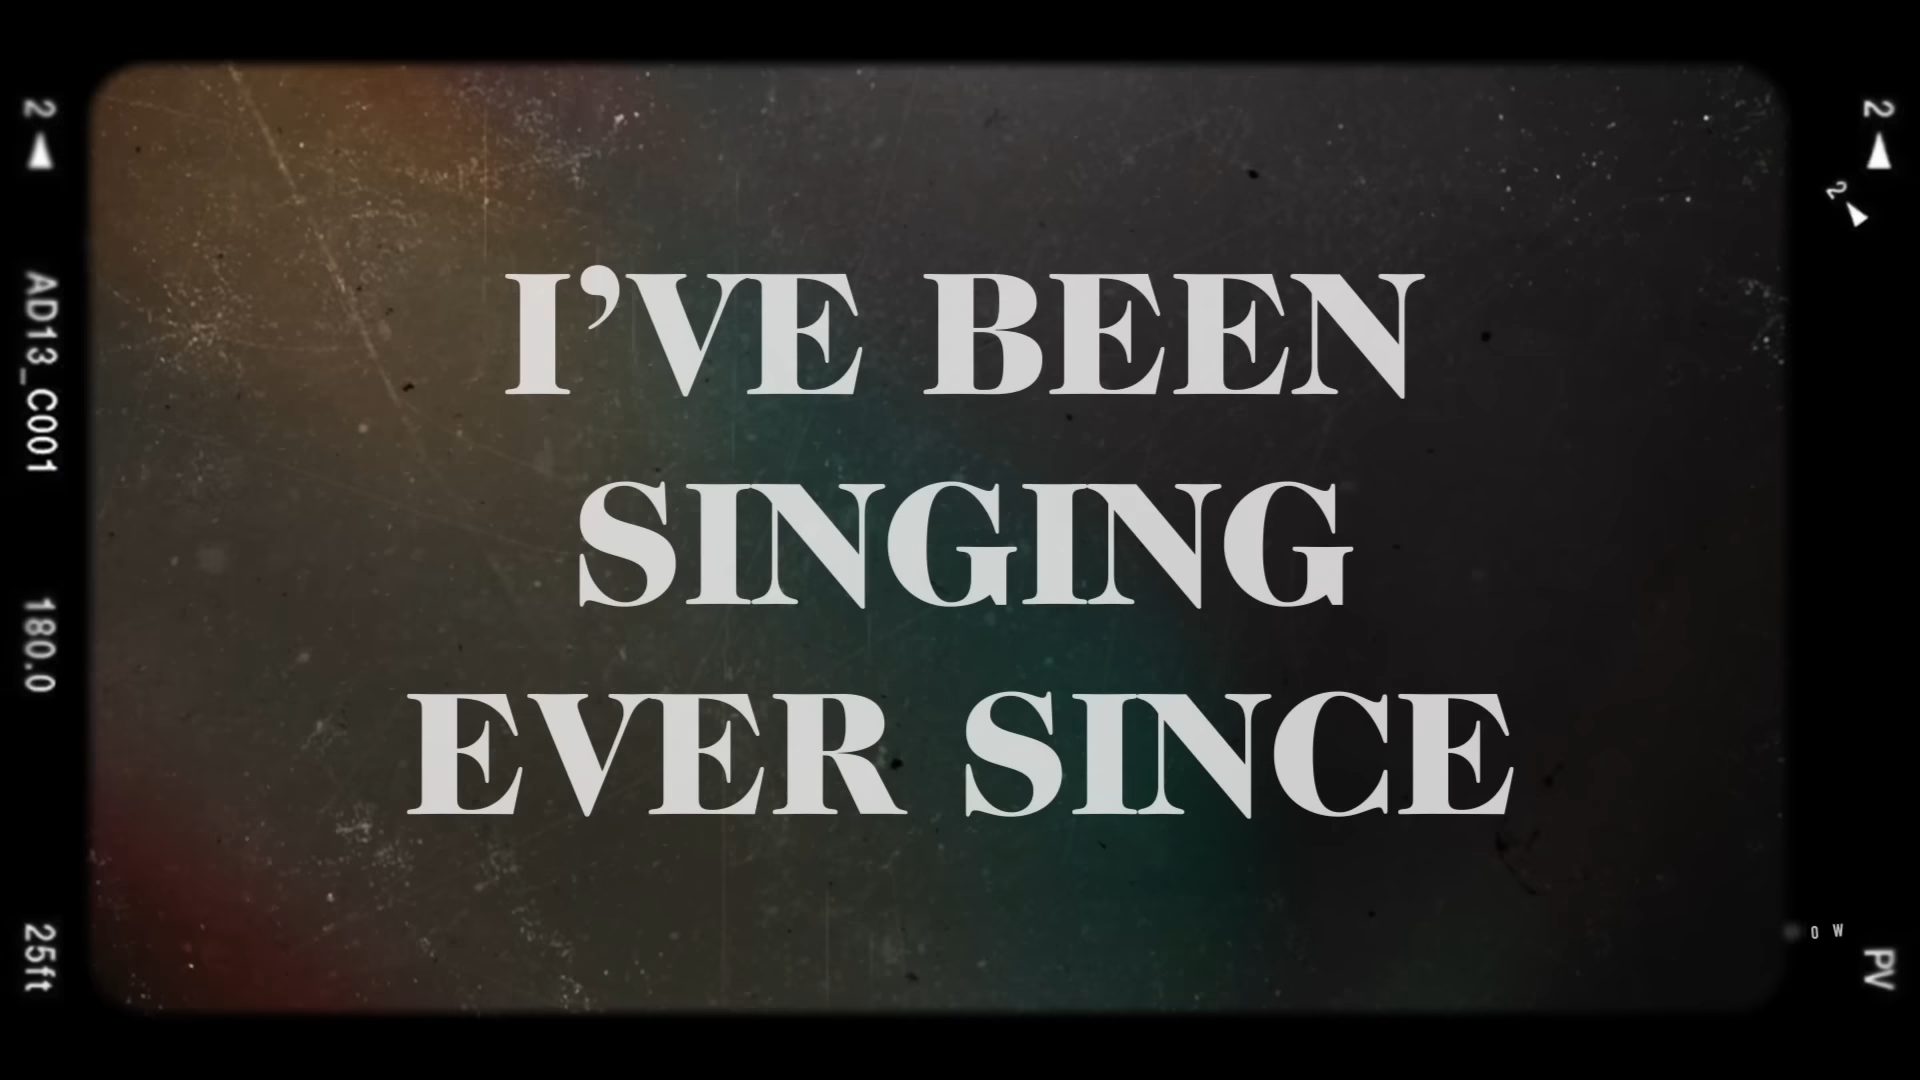 I’VE BEEN
SINGING
EVER SINCE
2
AD13_C001
180.0
25ft
2
2
O W
PV